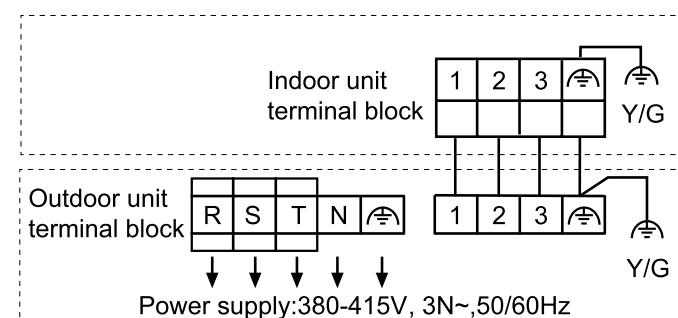 Indoor unit
terminal block
1 2 3
Y/G
Outdoor unit
terminal block
R S T N
1 2 3
Y/G
Power supply:380-415V, 3N~,50/60Hz